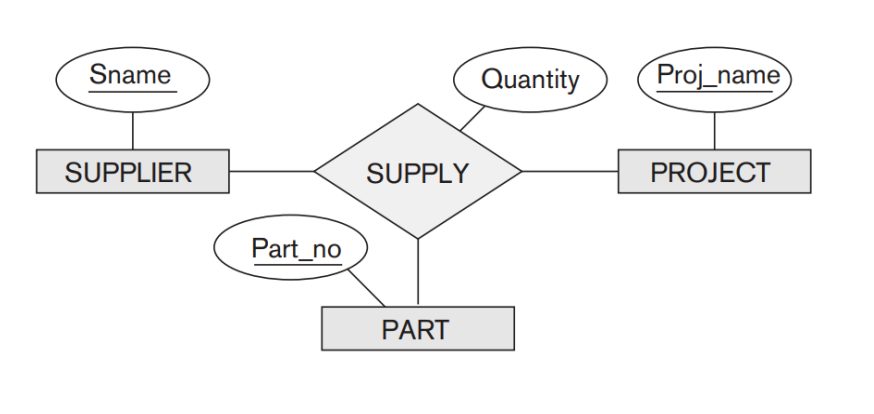 Sname
Quantity
Proj_name
SUPPLIER
SUPPLY
PROJECT
Part_no
PART